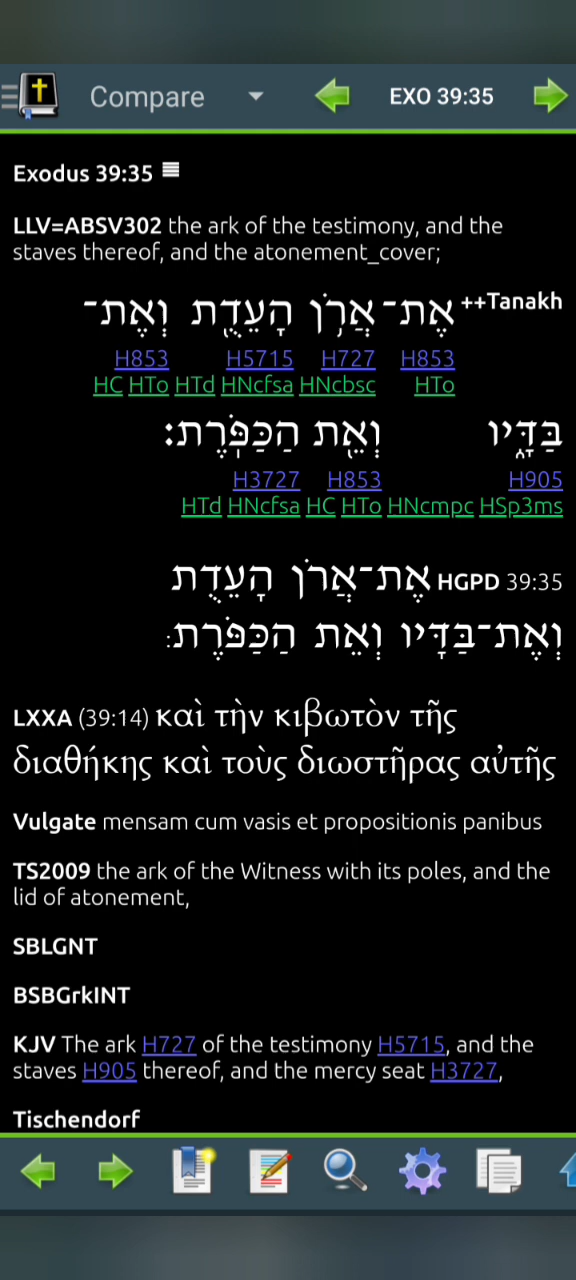 Compare
EXO 39:35
Exodus 39:35
LLV=ABSV302 the ark of the testimony, and the
staves thereof, and the atonement_cover;
++Tanakh אֶת־אֲרֹ֥ן הָעֵדֻ֖ת וְאֶת־
H853 H5715 H727 H853
HC HTo HTd HNcfsa HNcbsc HTo
בַּדָּ֑יו וְאֵ֖ת הַכַּפֹּֽרֶת׃
H3727 H853 H905
HTd HNcfsa HC HTo HNcmpc HSp3ms
HGPD 39:35 אֶת־אֲרֹן הָעֵדֻת
וְאֶת־בַּדָּיו וְאֵת הַכַּפֹּרֶת׃
LXXA (39:14) καὶ τὴν κιβωτὸν τῆς
διαθήκης καὶ τοὺς διωστῆρας αὐτῆς
Vulgate mensam cum vasis et propositionis panibus
TS2009 the ark of the Witness with its poles, and the
lid of atonement,
SBLGNT
BSBGrkINT
KJV The ark H727 of the testimony H5715, and the
staves H905 thereof, and the mercy seat H3727,
Tischendorf